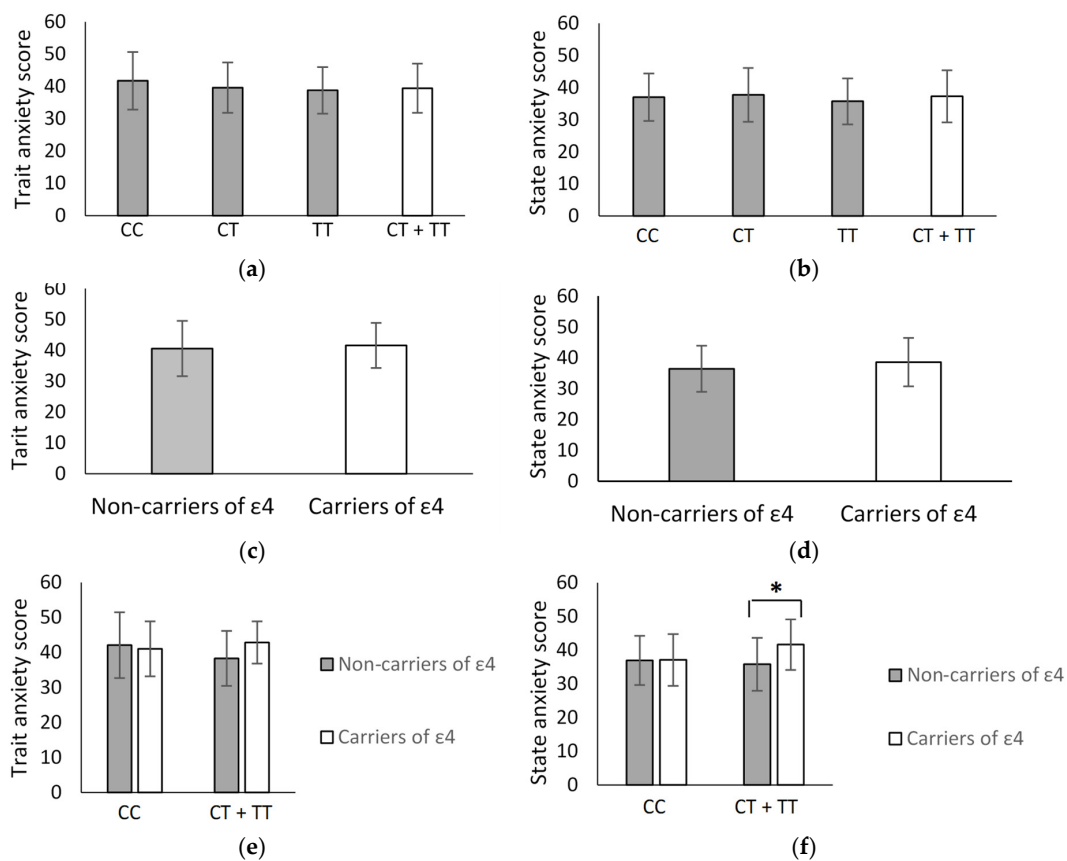 Trait anxiety score
60
50
40
30
20
10
0
CC CT TT CT + TT
(a)
State anxiety score
60
50
40
30
20
10
0
CC CT TT CT + TT
(b)
Tarit anxiety score
60
50
40
30
20
10
0
Non-carriers of ε4 Carriers of ε4
(c)
State anxiety score
60
50
40
30
20
10
0
Non-carriers of ε4 Carriers of ε4
(d)
Trait anxiety score
60
50
40
30
20
10
0
CC CT + TT
Non-carriers of ε4
Carriers of ε4
(e)
State anxiety score
60
50
40
30
20
10
0
*
CC CT + TT
Non-carriers of ε4
Carriers of ε4
(f)